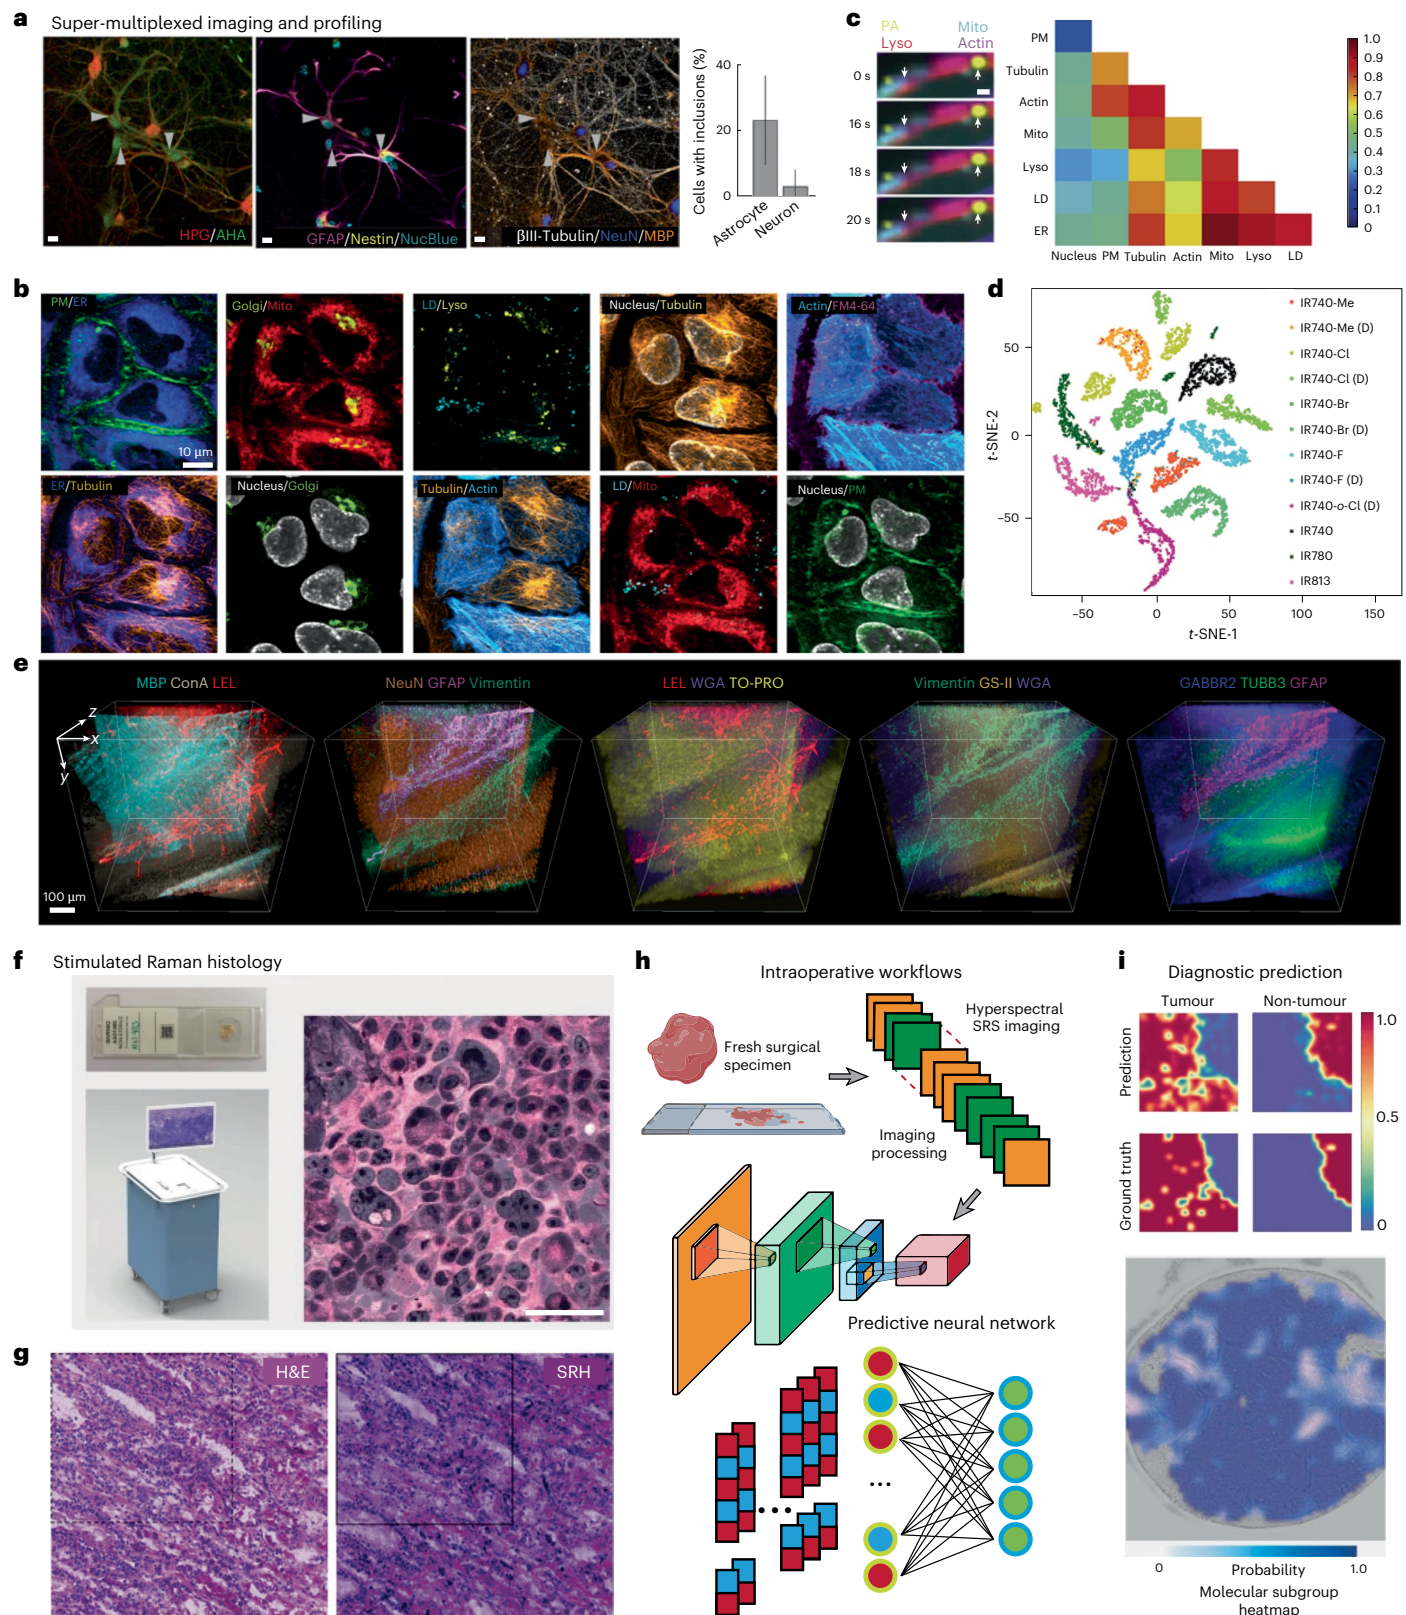 a Super-multiplexed imaging and profiling
HPG/AHA
GFAP/Nestin/NucBlue
βIII-Tubulin/NeuN/MBP
Cells with inclusions (%)
40
20
0
Astrocyte
Neuron
c
PA Mito
Lyso Actin
0 s
16 s
18 s
20 s
PM
Tubulin
Actin
Mito
Lyso
LD
ER
Nucleus PM Tubulin Actin Mito Lyso LD
1.0
0.9
0.8
0.7
0.6
0.5
0.4
0.3
0.2
0.1
0
b
PM/ER
Golgi/Mito
LD/Lyso
Nucleus/Tubulin
Actin/FM4-64
10 µm
ER/Tubulin
Nucleus/Golgi
Tubulin/Actin
LD/Mito
Nucleus/PM
d
t-SNE-2
50
0
−50
−50 0 50 100 150
t-SNE-1
IR740-Me
IR740-Me (D)
IR740-Cl
IR740-Cl (D)
IR740-Br
IR740-Br (D)
IR740-F
IR740-F (D)
IR740-o-Cl (D)
IR740
IR780
IR813
e
MBP ConA LEL
NeuN GFAP Vimentin
LEL WGA TO-PRO
Vimentin GS-II WGA
GABBR2 TUBB3 GFAP
z
x
y
100 µm
f Stimulated Raman histology
g
H&E
SRH
h
Intraoperative workflows
Fresh surgical
specimen
Hyperspectral
SRS imaging
Imaging
processing
Predictive neural network
i
Diagnostic prediction
Tumour Non-tumour
Prediction
Ground truth
1.0
0.5
0
0 Probability 1.0
Molecular subgroup
heatmap